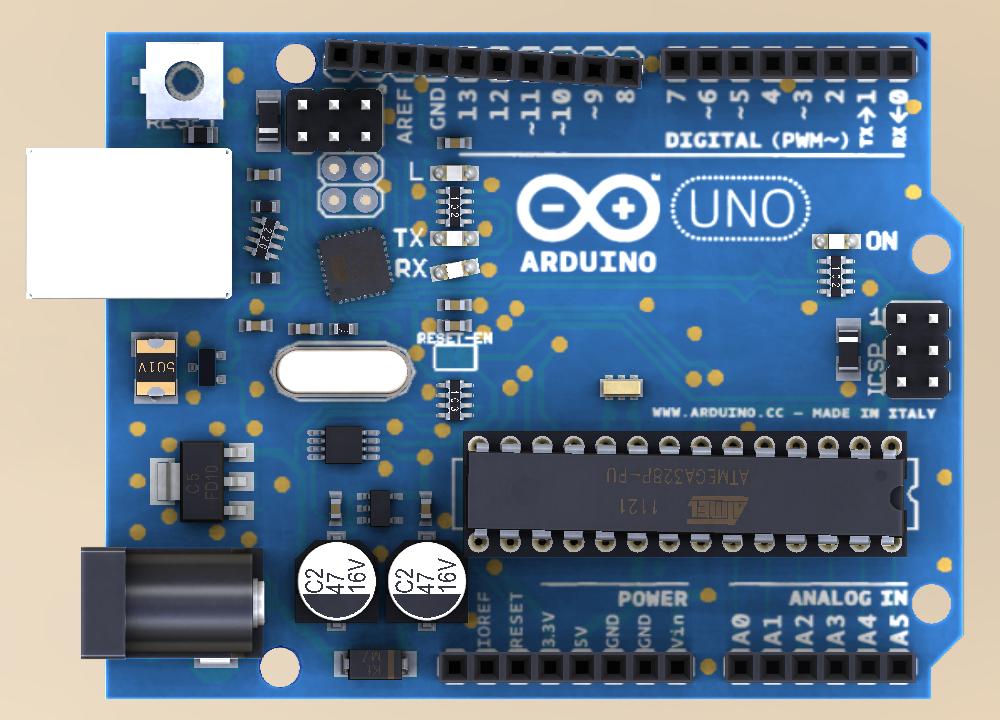 AREF
GND
13
12
~11
~10
~9
8
7
~6
~5
4
~3
2
TX→1
RX←0
DIGITAL (PWM~)
L
TX
RX
ARDUINO
UNO
ON
RESET-EN
1
ICSP
501V
WWW.ARDUINO.CC – MADE IN ITALY
ATMEGA328P-PU
1121
ATMEL
C5
FD10
C2
47
16V
C2
47
16V
POWER
ANALOG IN
IOREF
RESET
3.3V
5V
GND
GND
Vin
A0
A1
A2
A3
A4
A5
M7